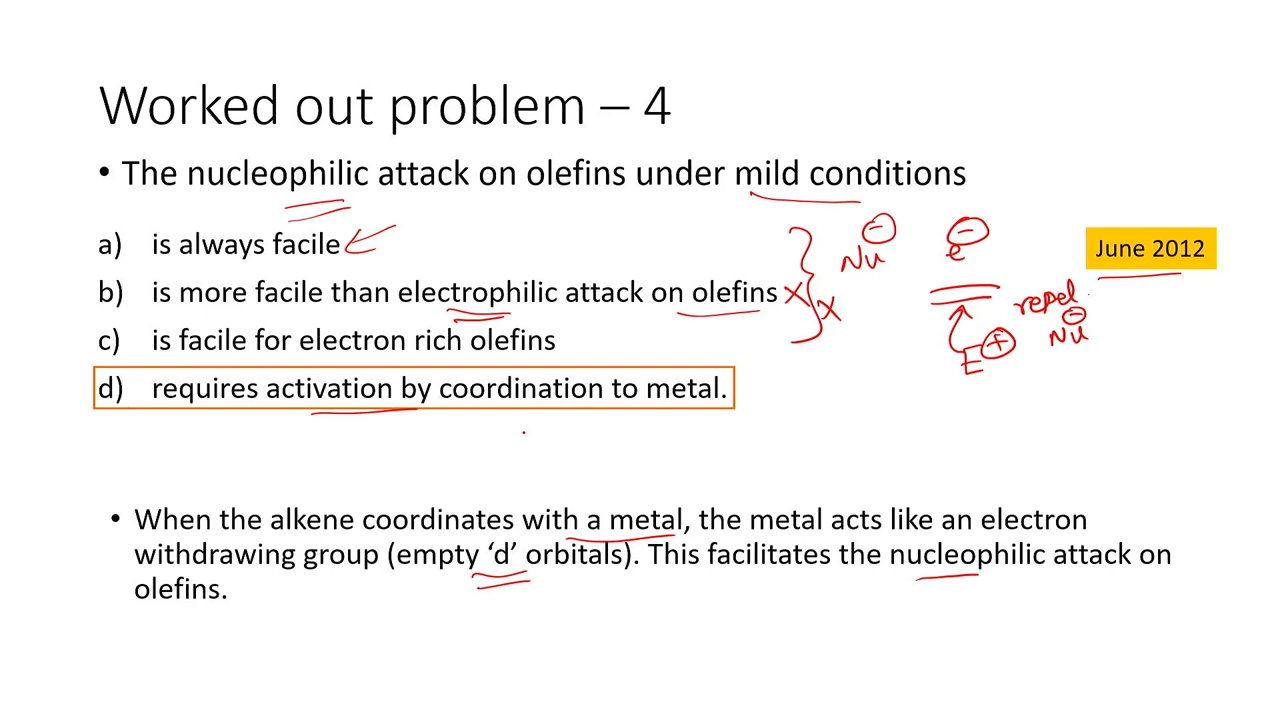 Worked out problem – 4
• The nucleophilic attack on olefins under mild conditions
a) is always facile
b) is more facile than electrophilic attack on olefins
c) is facile for electron rich olefins
d) requires activation by coordination to metal.
June 2012
Nu −
e −
repel
Nu −
E +
X
X
• When the alkene coordinates with a metal, the metal acts like an electron
withdrawing group (empty ‘d’ orbitals). This facilitates the nucleophilic attack on
olefins.